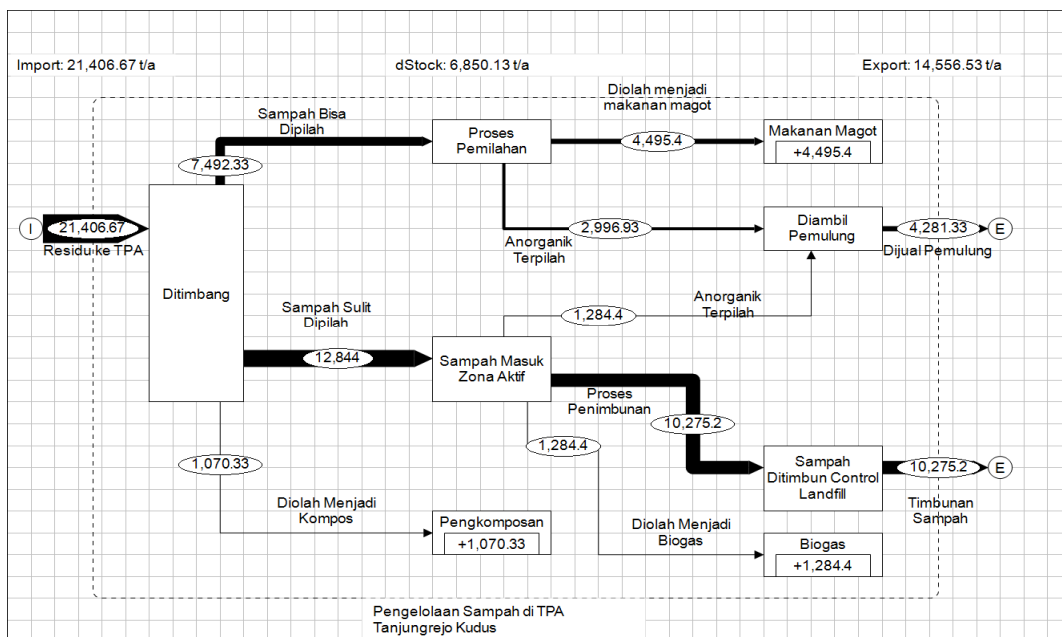 Import: 21,406.67 t/a
dStock: 6,850.13 t/a
Export: 14,556.53 t/a
Diolah menjadi
makanan magot
Sampah Bisa
Dipilah
Proses
Pemilahan
4,495.4
Makanan Magot
+4,495.4
7,492.33
I
21,406.67
Residu ke TPA
2,996.93
Anorganik
Terpilah
Diambil
Pemulung
4,281.33
E
Dijual Pemulung
Ditimbang
Sampah Sulit
Dipilah
Anorganik
Terpilah
1,284.4
12,844
Sampah Masuk
Zona Aktif
Proses
Penimbunan
10,275.2
1,284.4
1,070.33
Sampah
Ditimbun Control
Landfill
10,275.2
E
Timbunan
Sampah
Diolah Menjadi
Kompos
Pengkomposan
+1,070.33
Diolah Menjadi
Biogas
Biogas
+1,284.4
Pengelolaan Sampah di TPA
Tanjungrejo Kudus